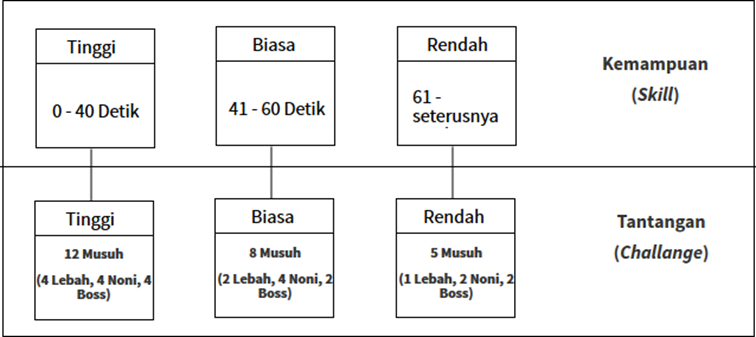 Tinggi
0 - 40 Detik
Biasa
41 - 60 Detik
Rendah
61 -
seterusnya
Kemampuan
(Skill)
Tinggi
12 Musuh
(4 Lebah, 4 Noni, 4
Boss)
Biasa
8 Musuh
(2 Lebah, 4 Noni, 2
Boss)
Rendah
5 Musuh
(1 Lebah, 2 Noni, 2
Boss)
Tantangan
(Challange)